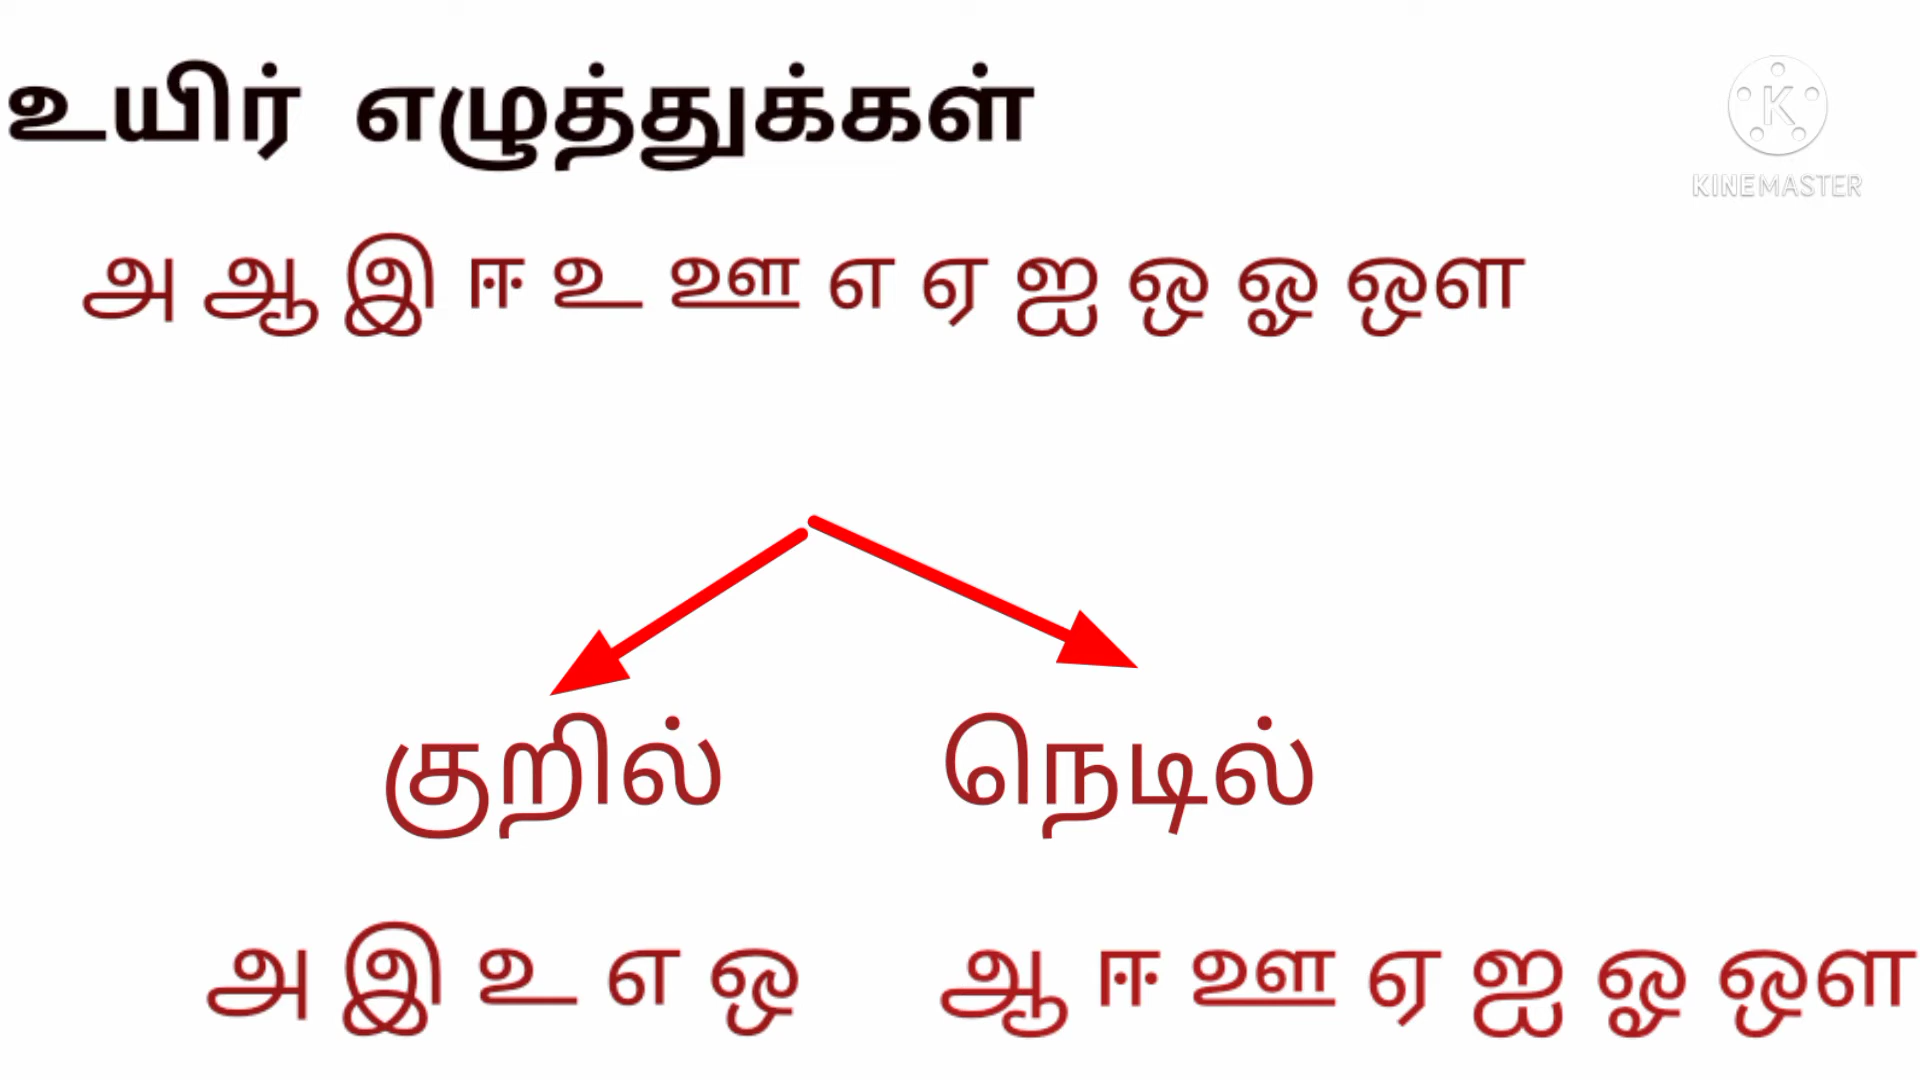 உயிர் எழுத்துக்கள்
KINEMASTER
அ ஆ இ ஈ உ ஊ எ ஏ ஐ ஒ ஓ ஔ
குறில் நெடில்
அ இ உ எ ஒ ஆ ஈ ஊ ஏ ஐ ஓ ஔ